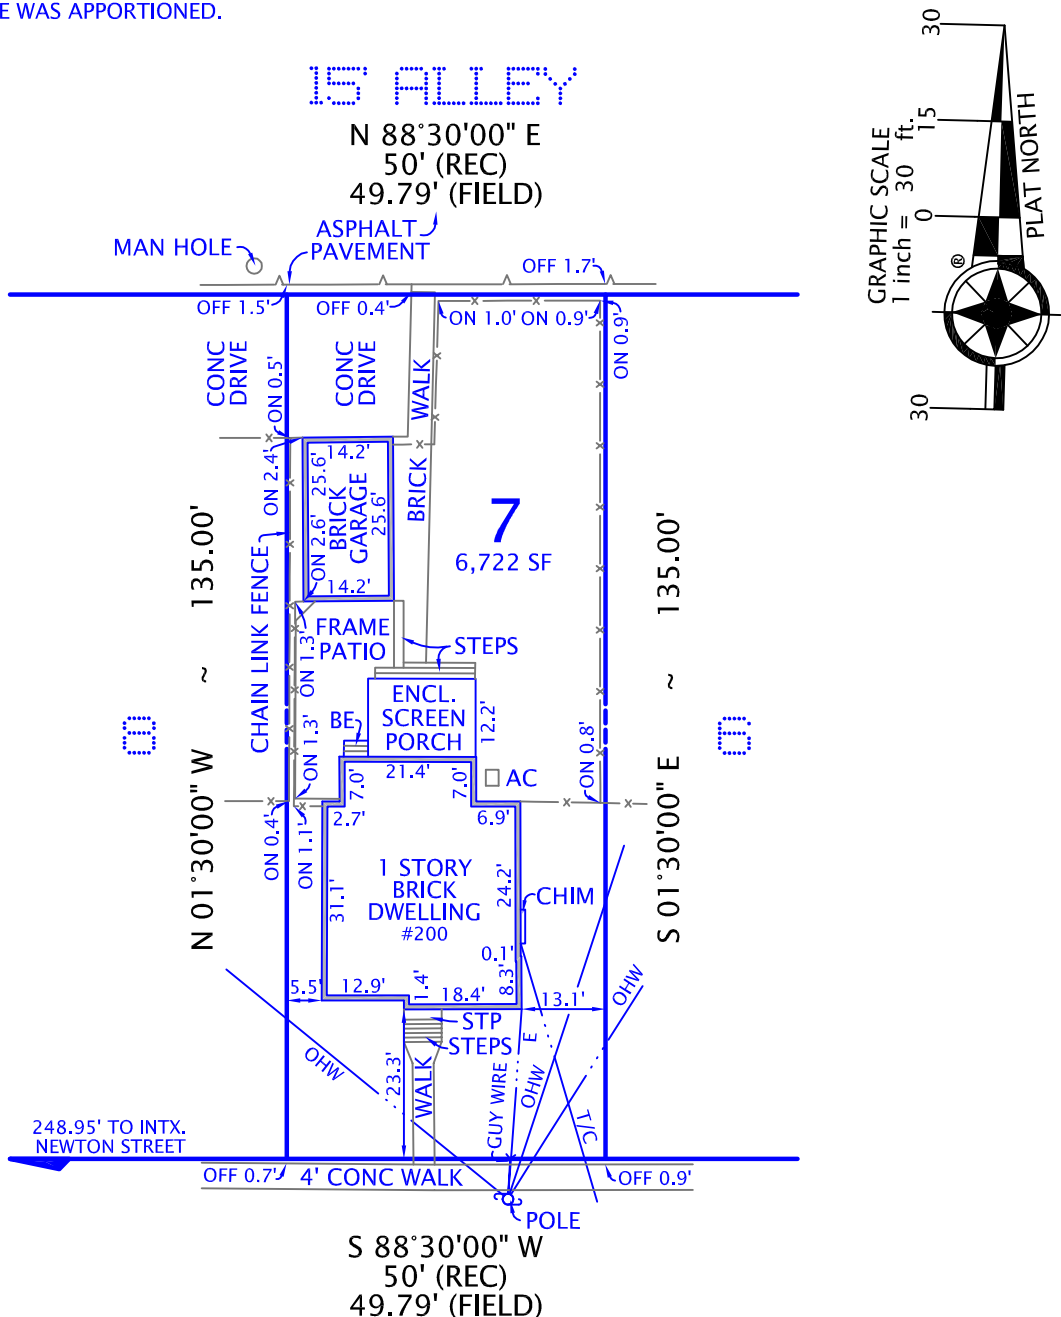 E WAS APPORTIONED.
15' ALLEY
N 88°30'00" E
50' (REC)
49.79' (FIELD)
ASPHALT
PAVEMENT
MAN HOLE
OFF 1.7'
OFF 1.5'
OFF 0.4'
ON 1.0'
ON 0.9'
ON 0.9'
CONC
DRIVE
CONC
DRIVE
ON 0.5'
ON 2.4'
BRICK WALK
14.2'
25.6'
BRICK
GARAGE
25.6'
ON 2.6'
14.2'
7
6,722 SF
N 01°30'00" W ~ 135.00'
S 01°30'00" E ~ 135.00'
CHAIN LINK FENCE
FRAME
PATIO
ON 1.3'
STEPS
ENCL.
SCREEN
PORCH
12.2'
BE
ON 1.3'
21.4'
7.0'
7.0'
AC
ON 0.8'
2.7'
6.9'
ON 0.4'
ON 1.1'
1 STORY
BRICK
DWELLING
#200
31.1'
24.2'
CHIM
0.1'
8.3'
5.5'
12.9'
1.4'
18.4'
13.1'
STP
STEPS
23.3'
WALK
OHW
GUY WIRE
E
OHW
OHW
T/C
248.95' TO INTX.
NEWTON STREET
OFF 0.7'
4' CONC WALK
OFF 0.9'
POLE
S 88°30'00" W
50' (REC)
49.79' (FIELD)
GRAPHIC SCALE
1 inch = 30 ft.
30
0
15
30
PLAT NORTH
®